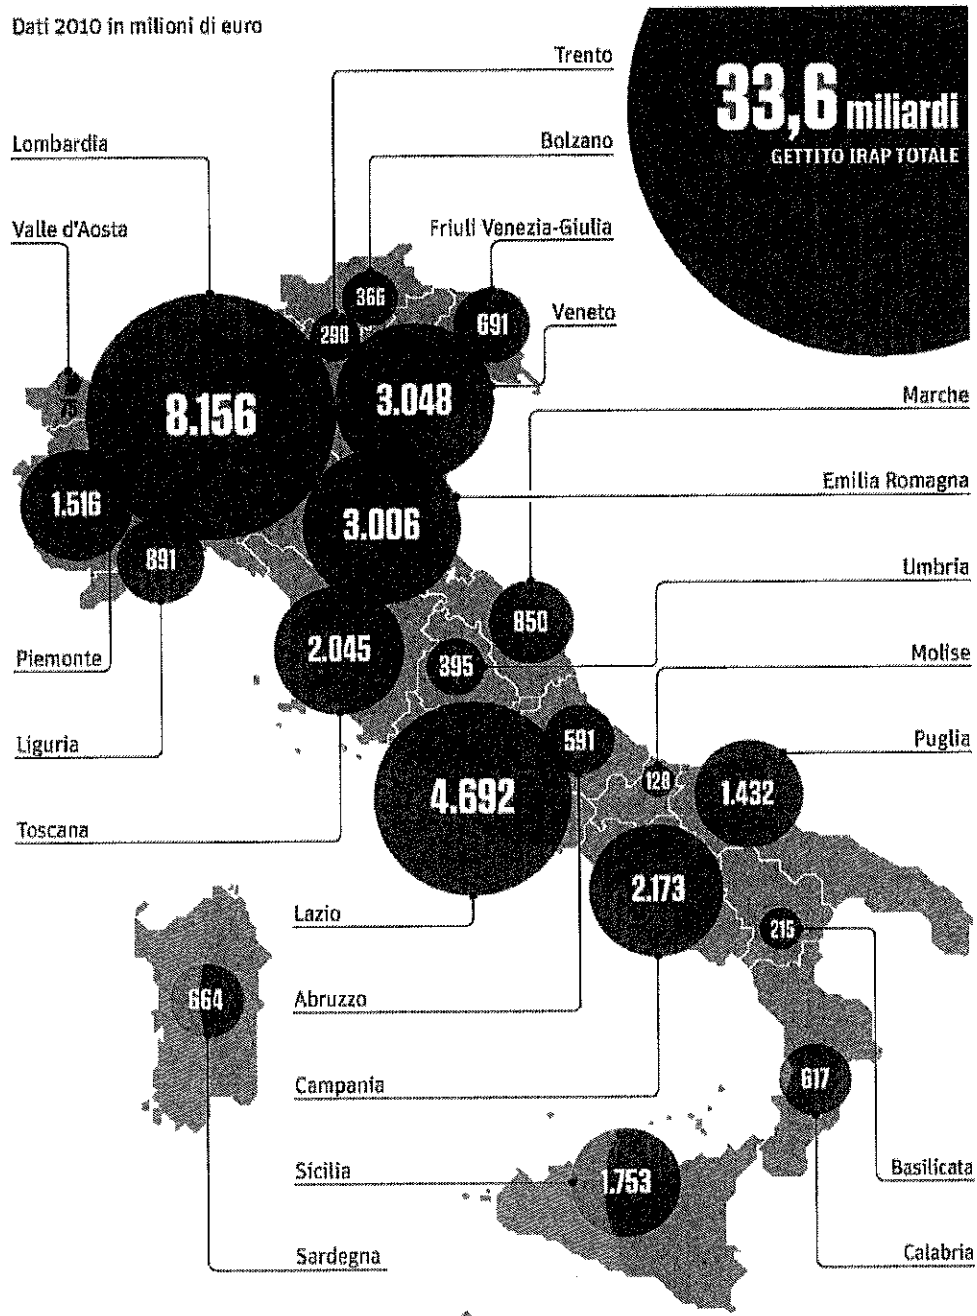 Dati 2010 in milioni di euro
Trento
33,6 miliardi
GETTITO IRAP TOTALE
Lombardia
Bolzano
Valle d'Aosta
Friuli Venezia-Giulia
366
290
691
Veneto
75
8.156
3.048
Marche
Emilia Romagna
1.516
3.006
891
Umbria
850
Piemonte
2.045
395
Molise
Liguria
591
Puglia
128
4.692
1.432
Toscana
2.173
Lazio
215
664
Abruzzo
617
Campania
Sicilia
1.753
Basilicata
Sardegna
Calabria